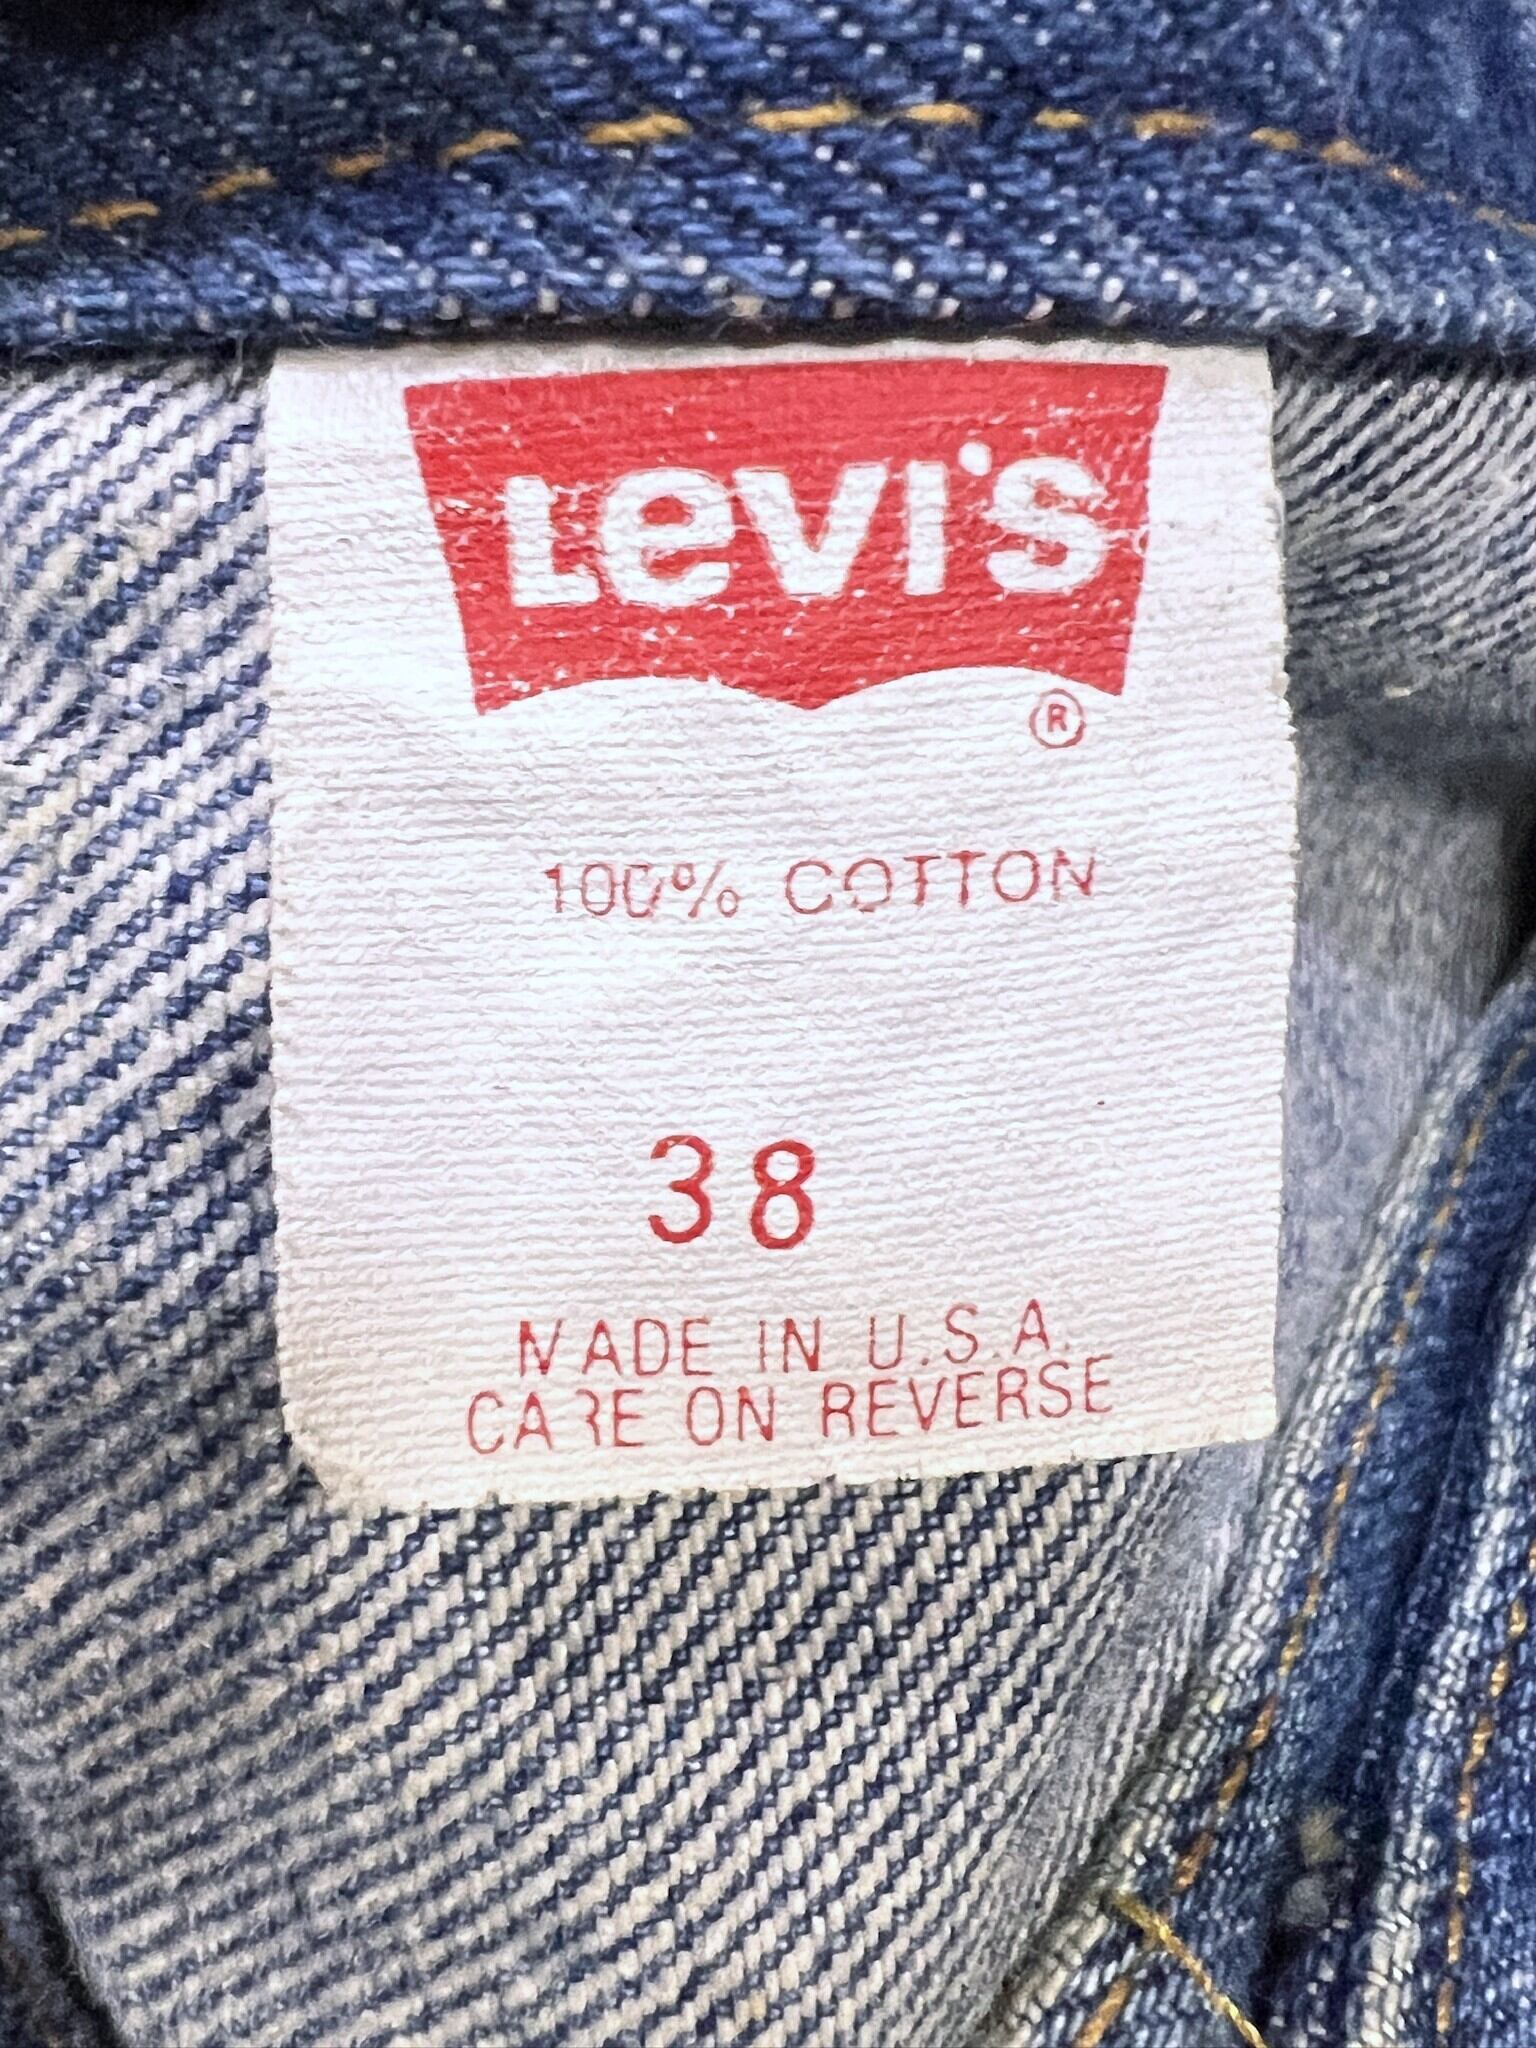 Levi's
®
100% COTTON
38
MADE IN U.S.A.
CARE ON REVERSE